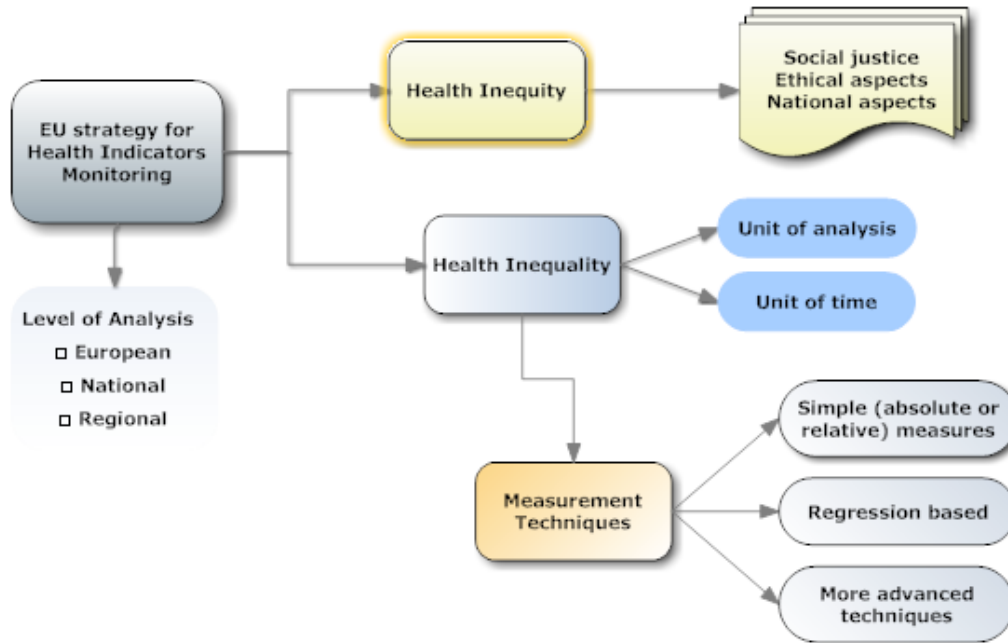 EU strategy for
Health Indicators
Monitoring
Level of Analysis
European
National
Regional
Health Inequity
Social justice
Ethical aspects
National aspects
Health Inequality
Unit of analysis
Unit of time
Measurement
Techniques
Simple (absolute or
relative) measures
Regression based
More advanced
techniques